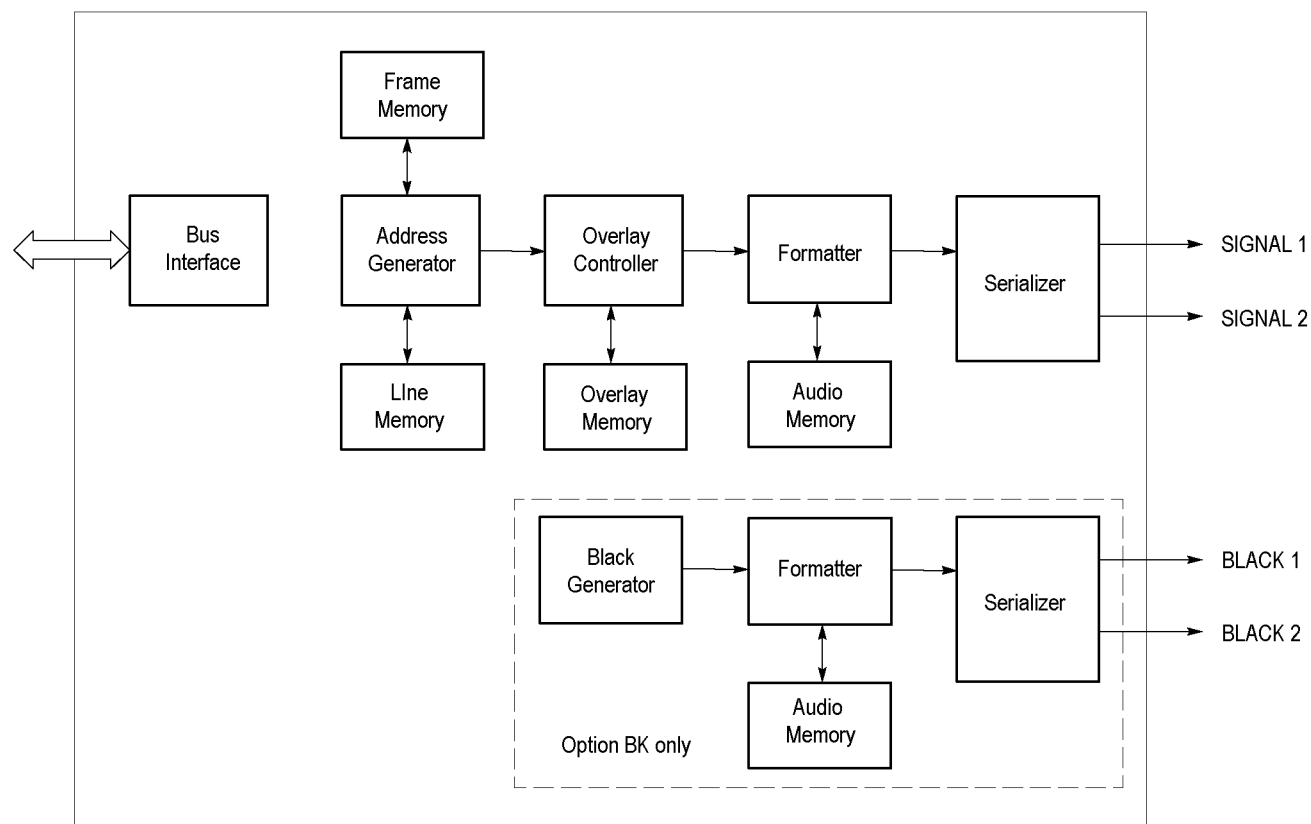 Frame
Memory
Bus
Interface
Address
Generator
Overlay
Controller
Formatter
Serializer
SIGNAL 1
SIGNAL 2
LIne
Memory
Overlay
Memory
Audio
Memory
Black
Generator
Formatter
Serializer
BLACK 1
BLACK 2
Audio
Memory
Option BK only